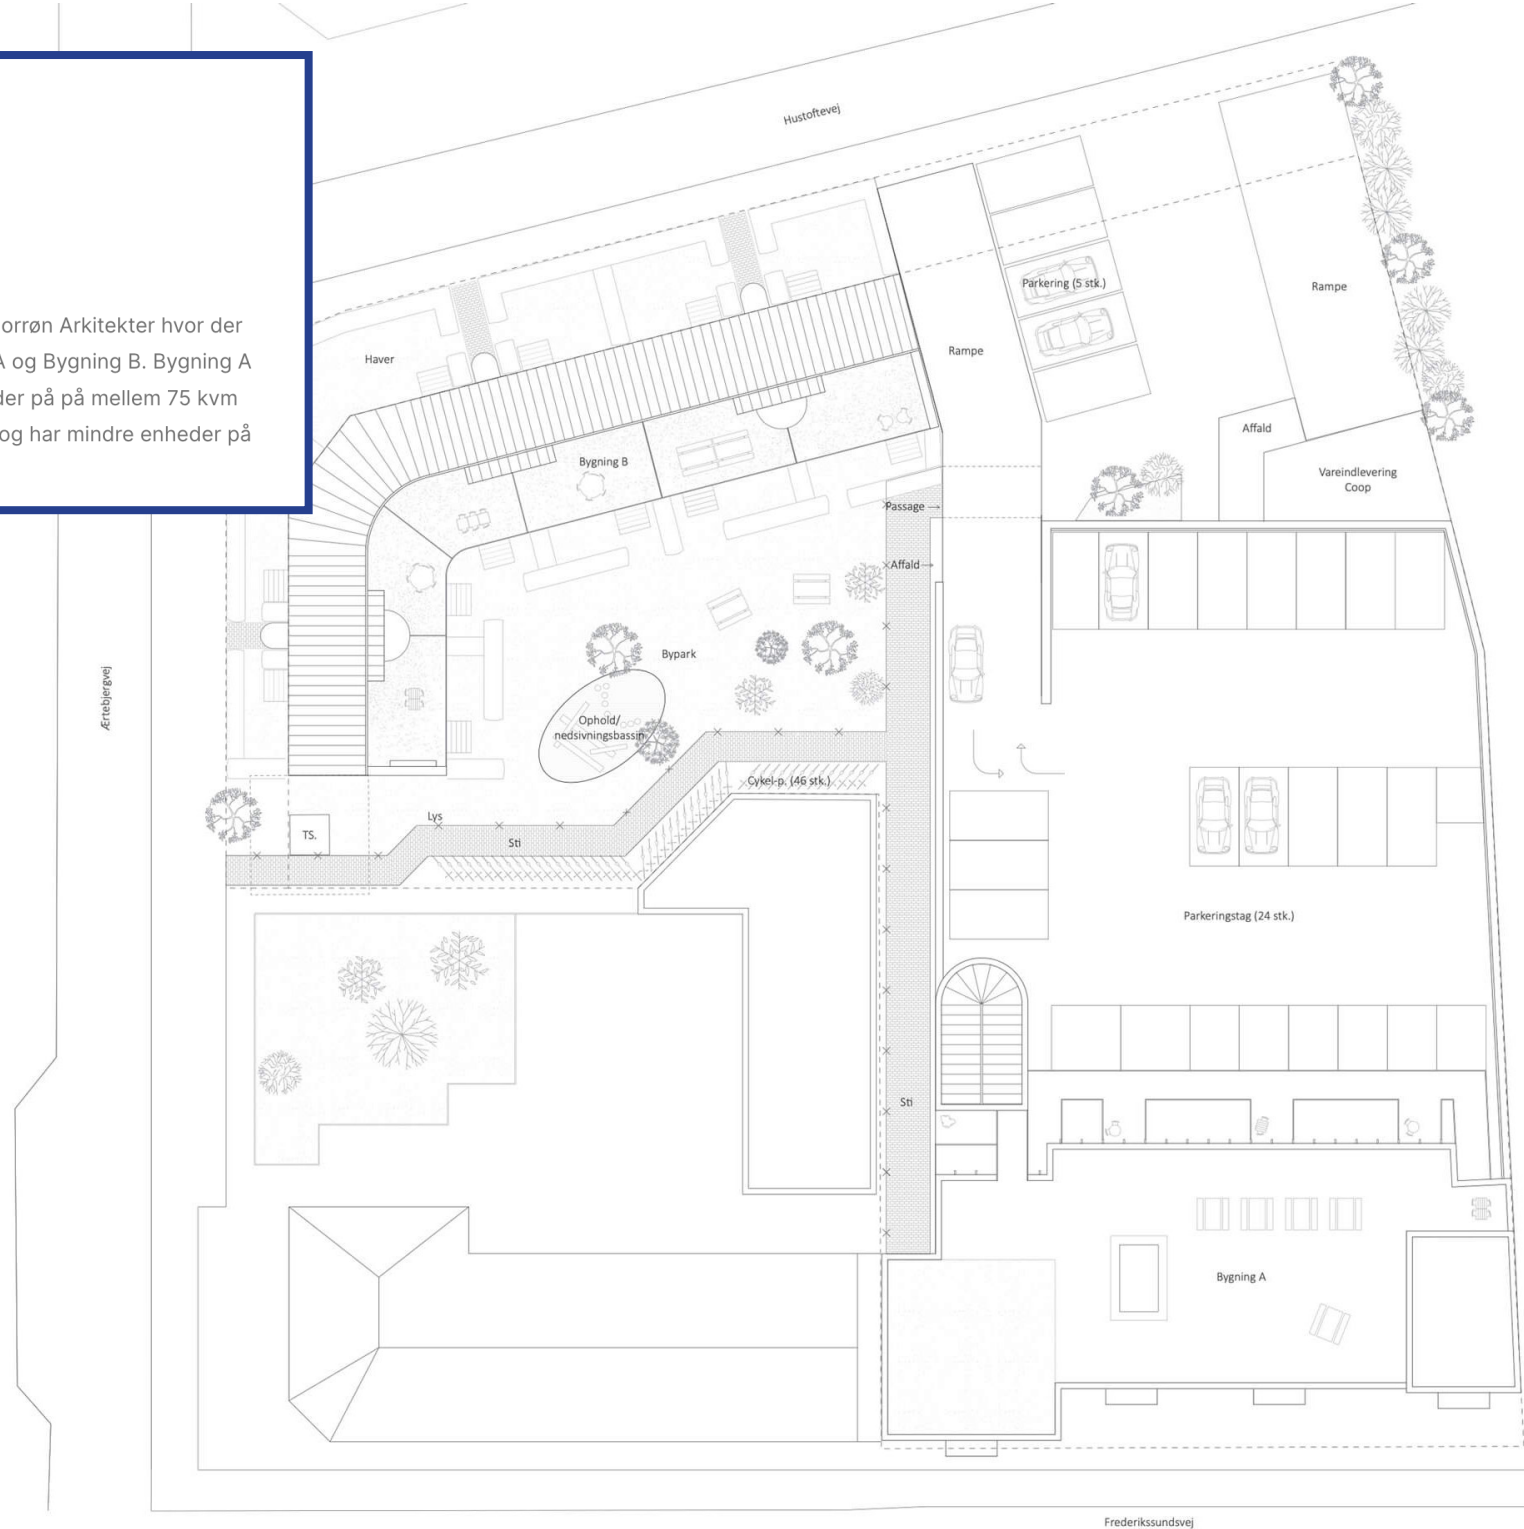 orrøn Arkitekter hvor der
A og Bygning B. Bygning A
der på på mellem 75 kvm
og har mindre enheder på
Hustoftevej
Parkering (5 stk.)
Rampe
Rampe
Haver
Affald
Bygning B
Vareindlevering
Coop
Passage →
Affald →
Bypark
Ærtebjergvej
Ophold/
nedsivningsbassin
Cykel-p. (46 stk.)
Lys
TS.
Sti
Parkeringstag (24 stk.)
Sti
Bygning A
Frederikssundsvej